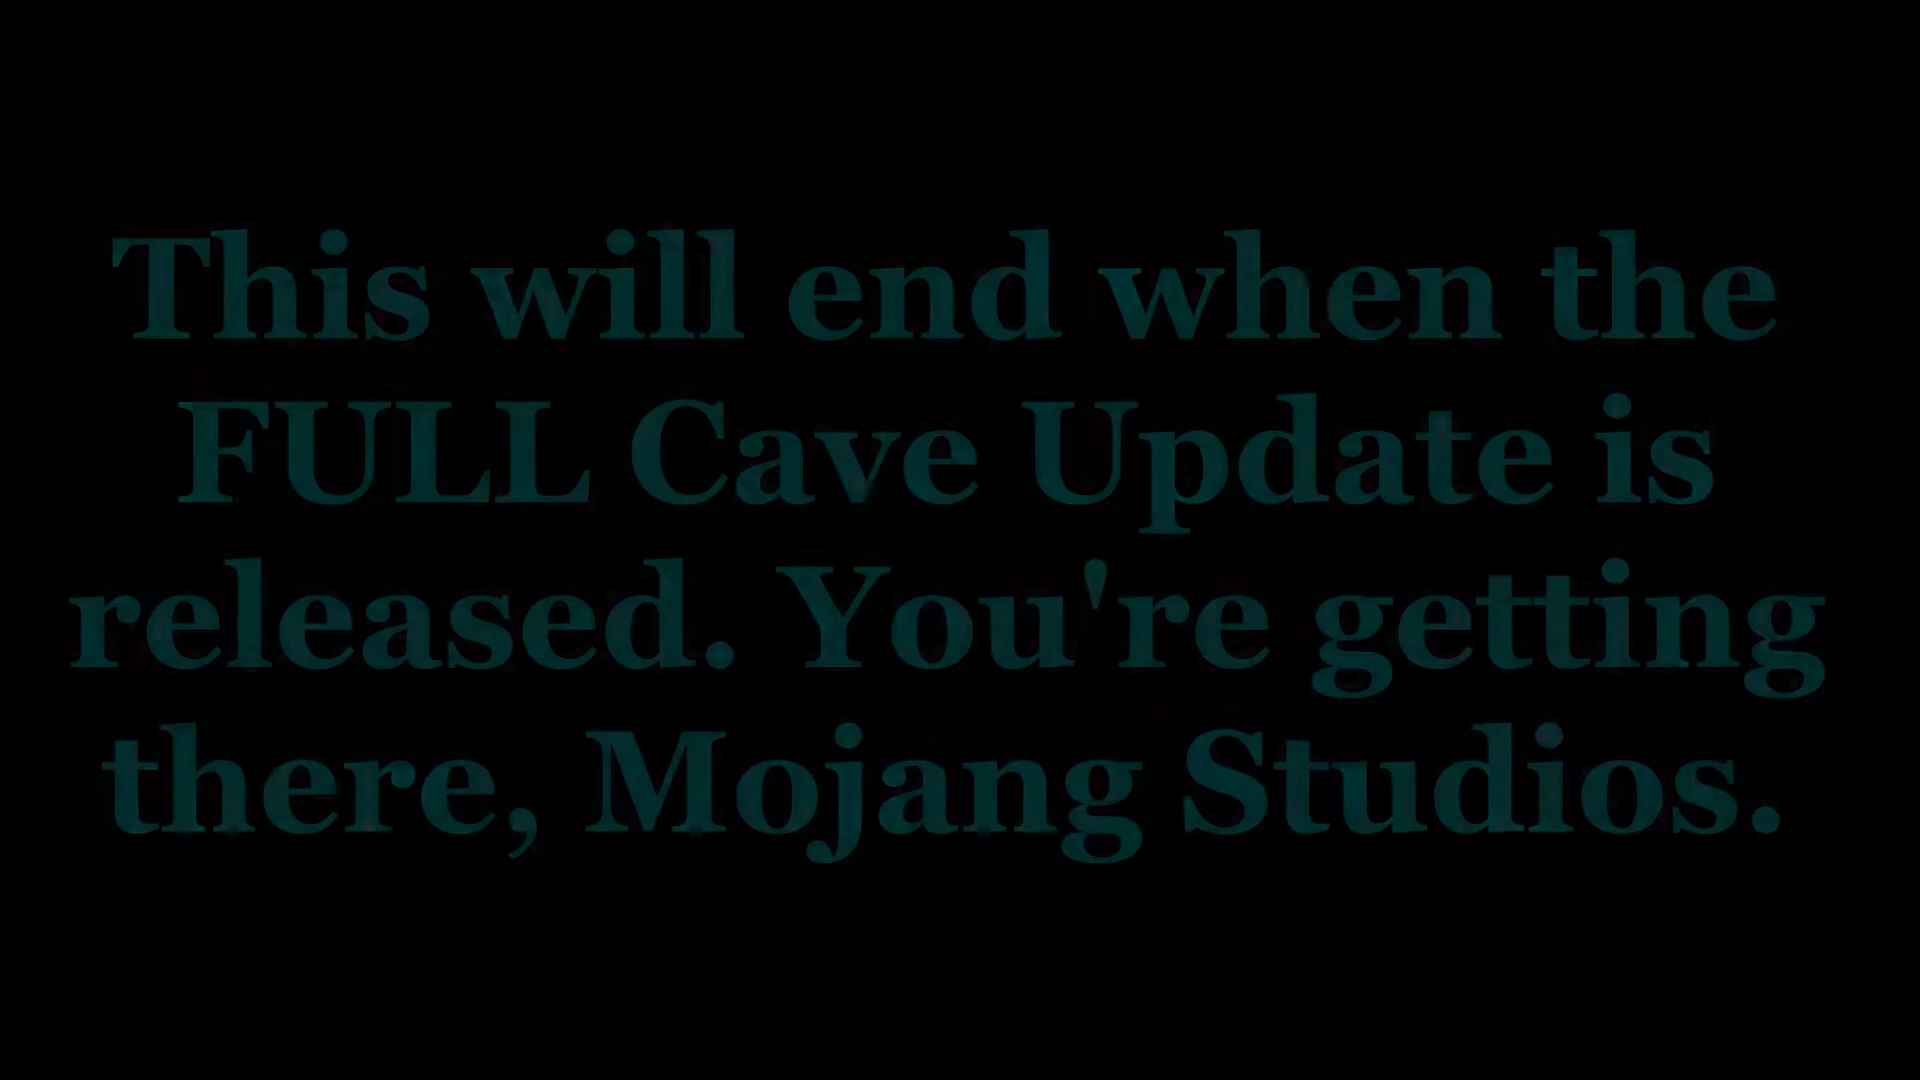 This will end when the
FULL Cave Update is
released. You're getting
there, Mojang Studios.